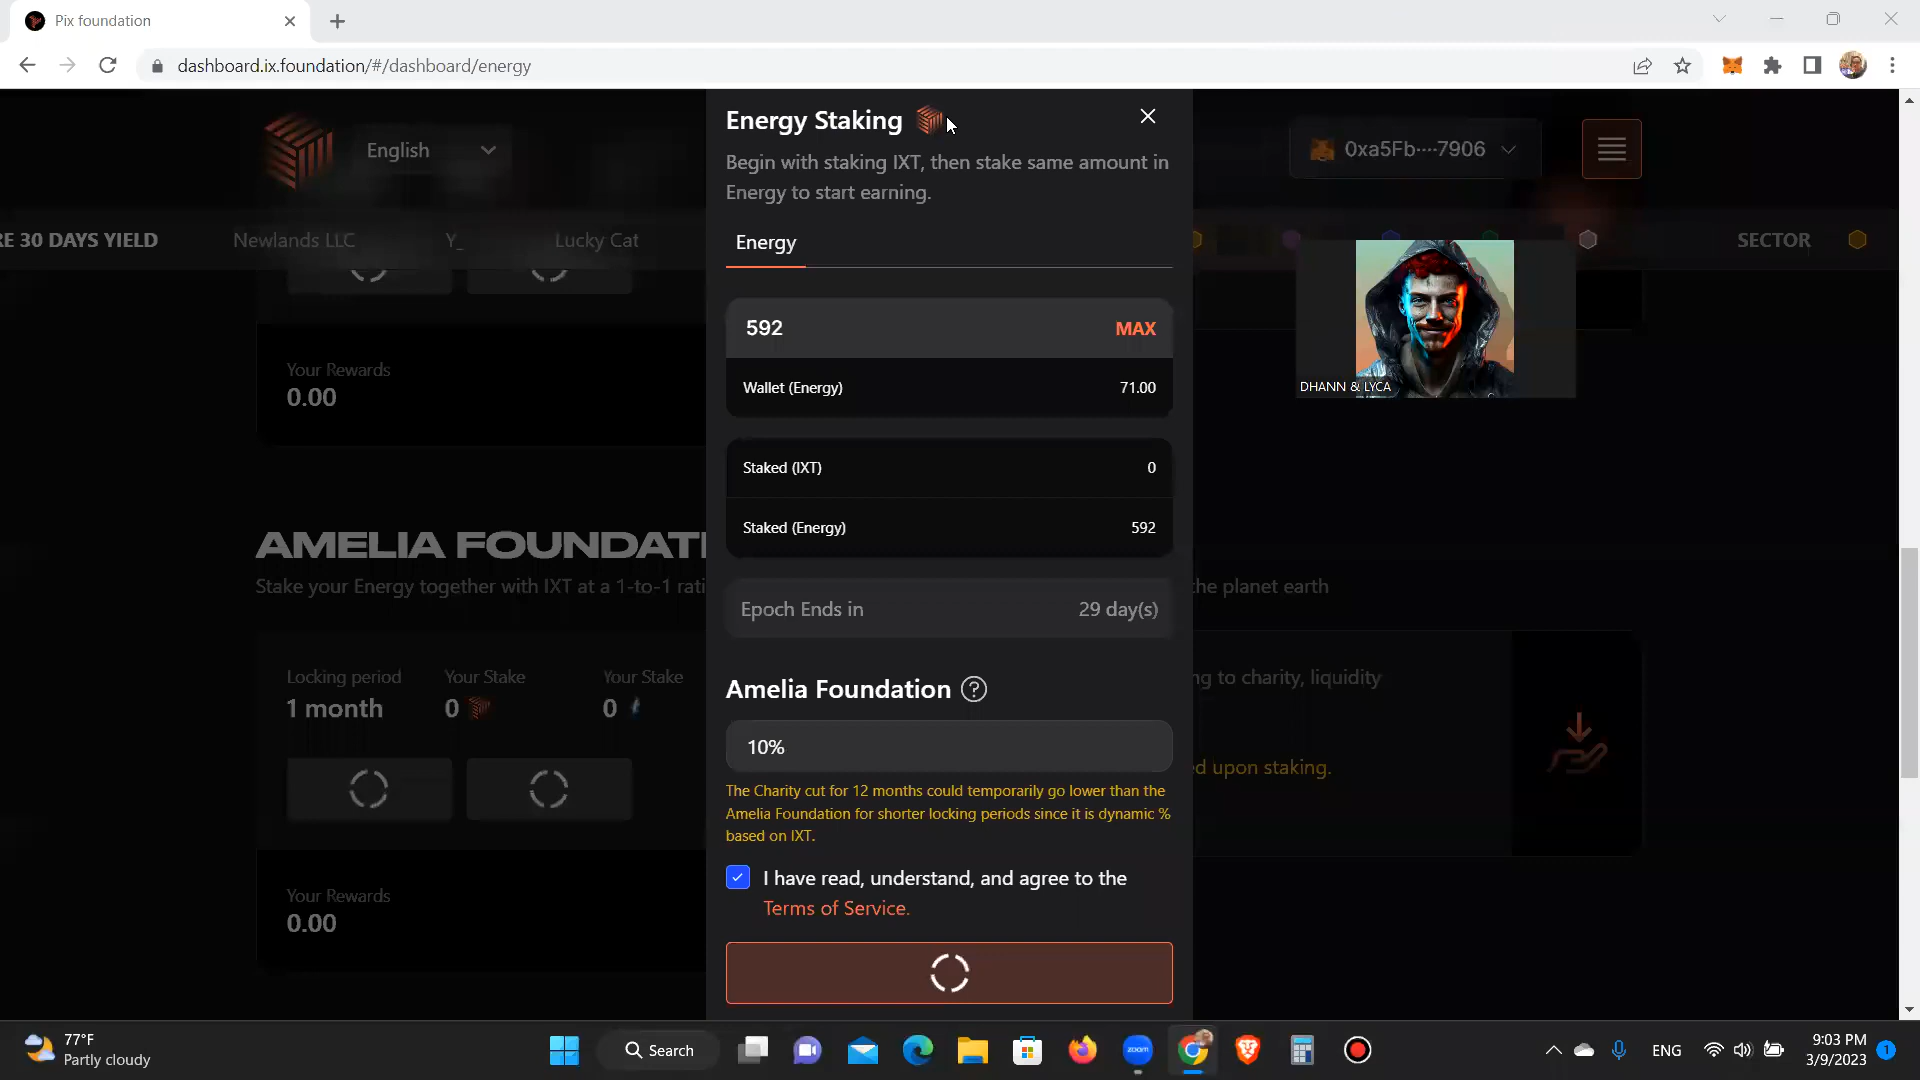 Pix foundation
dashboard.ix.foundation/#/dashboard/energy
English
0xa5Fb····7906
RE 30 DAYS YIELD
Newlands LLC
Y_
Lucky Cat
SECTOR
Energy Staking
Begin with staking IXT, then stake same amount in
Energy to start earning.
Energy
592
MAX
Wallet (Energy)
71.00
Staked (IXT)
0
Staked (Energy)
592
Epoch Ends in
29 day(s)
Amelia Foundation ?
10%
The Charity cut for 12 months could temporarily go lower than the
Amelia Foundation for shorter locking periods since it is dynamic %
based on IXT.
I have read, understand, and agree to the
Terms of Service.
Your Rewards
0.00
AMELIA FOUNDATI
Stake your Energy together with IXT at a 1-to-1 rati
the planet earth
Locking period
1 month
Your Stake
0
Your Stake
0
ng to charity, liquidity
ed upon staking.
Your Rewards
0.00
DHANN & LYCA
77°F
Partly cloudy
Search
zoom
ENG
9:03 PM
3/9/2023
1